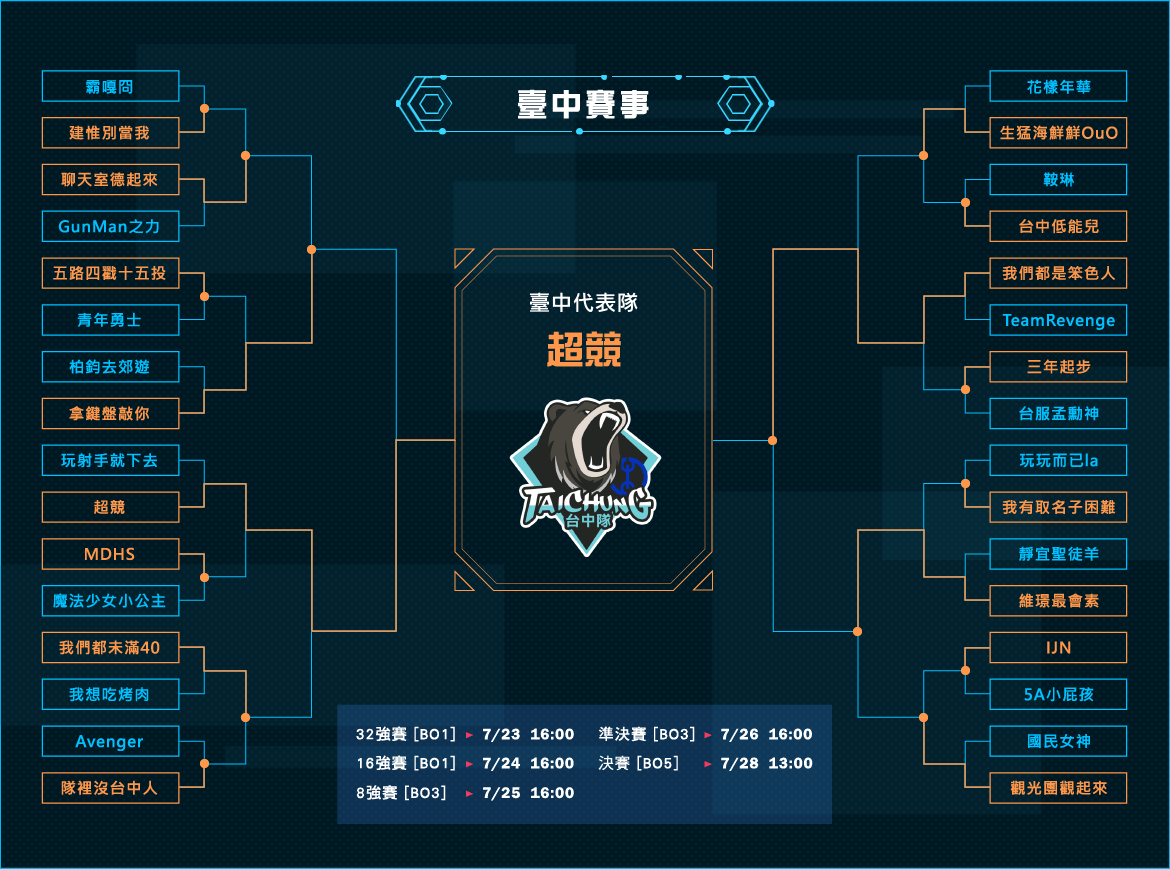 臺中賽事
霸嘎冏
建惟別當我
聊天室德起來
GunMan之力
五路四戳十五投
青年勇士
柏鈞去郊遊
拿鍵盤敲你
玩射手就下去
超競
MDHS
魔法少女小公主
我們都未滿40
我想吃烤肉
Avenger
隊裡沒台中人
臺中代表隊
超競
TAICHUNG
台中隊
花樣年華
生猛海鮮鮮OuO
鞍琳
台中低能兒
我們都是笨色人
TeamRevenge
三年起步
台服孟勳神
玩玩而已la
我有取名子困難
靜宜聖徒羊
維璟最會素
IJN
5A小屁孩
國民女神
觀光團觀起來
32強賽 [BO1] ► 7/23 16:00 準決賽 [BO3] ► 7/26 16:00
16強賽 [BO1] ► 7/24 16:00 決賽 [BO5] ► 7/28 13:00
8強賽 [BO3] ► 7/25 16:00